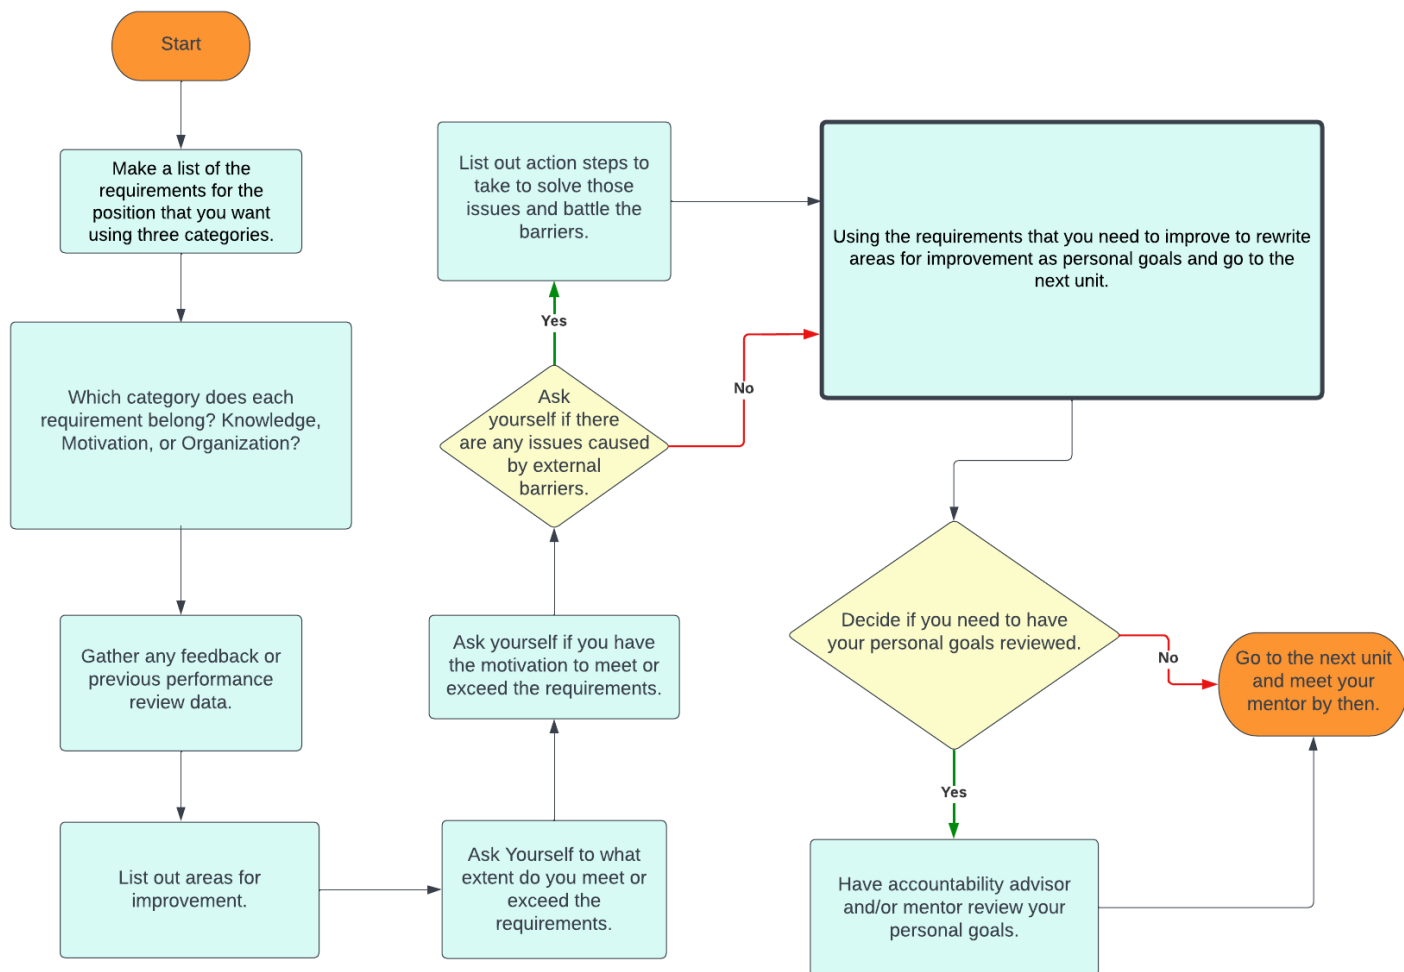 Start
Make a list of the
requirements for the
position that you want
using three categories.
Which category does each
requirement belong? Knowledge,
Motivation, or Organization?
Gather any feedback or
previous performance
review data.
List out areas for
improvement.
Ask Yourself to what
extent do you meet or
exceed the
requirements.
Ask yourself if you have
the motivation to meet or
exceed the requirements.
Ask
yourself if there
are any issues caused
by external
barriers.
Yes
No
List out action steps to
take to solve those
issues and battle the
barriers.
Using the requirements that you need to improve to rewrite
areas for improvement as personal goals and go to the
next unit.
Decide if you need to have
your personal goals reviewed.
No
Yes
Go to the next unit
and meet your
mentor by then.
Have accountability advisor
and/or mentor review your
personal goals.